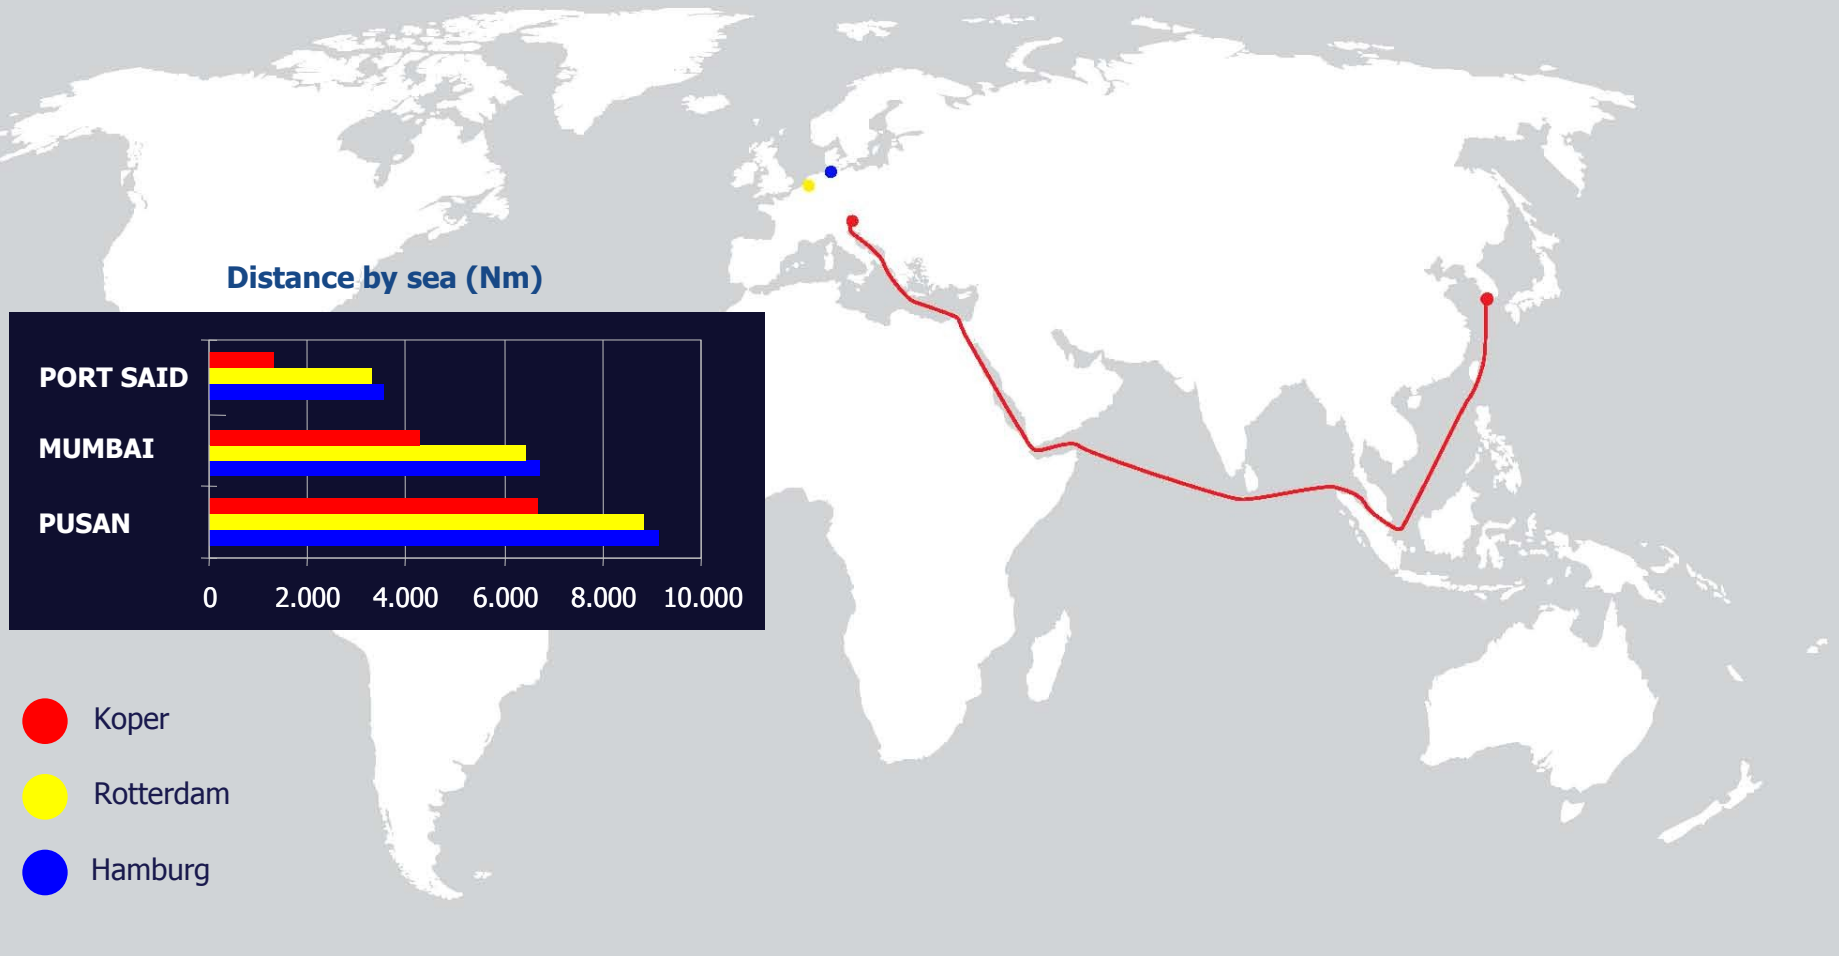 Distance by sea (Nm)
PORT SAID
MUMBAI
PUSAN
0 2.000 4.000 6.000 8.000 10.000
Koper
Rotterdam
Hamburg